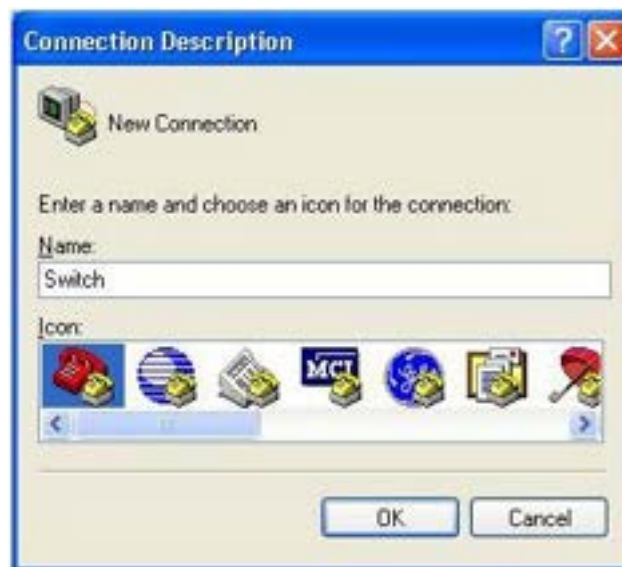 Connection Description
New Connection
Enter a name and choose an icon for the connection:
Name:
Switch
Icon:
MCI
OK
Cancel